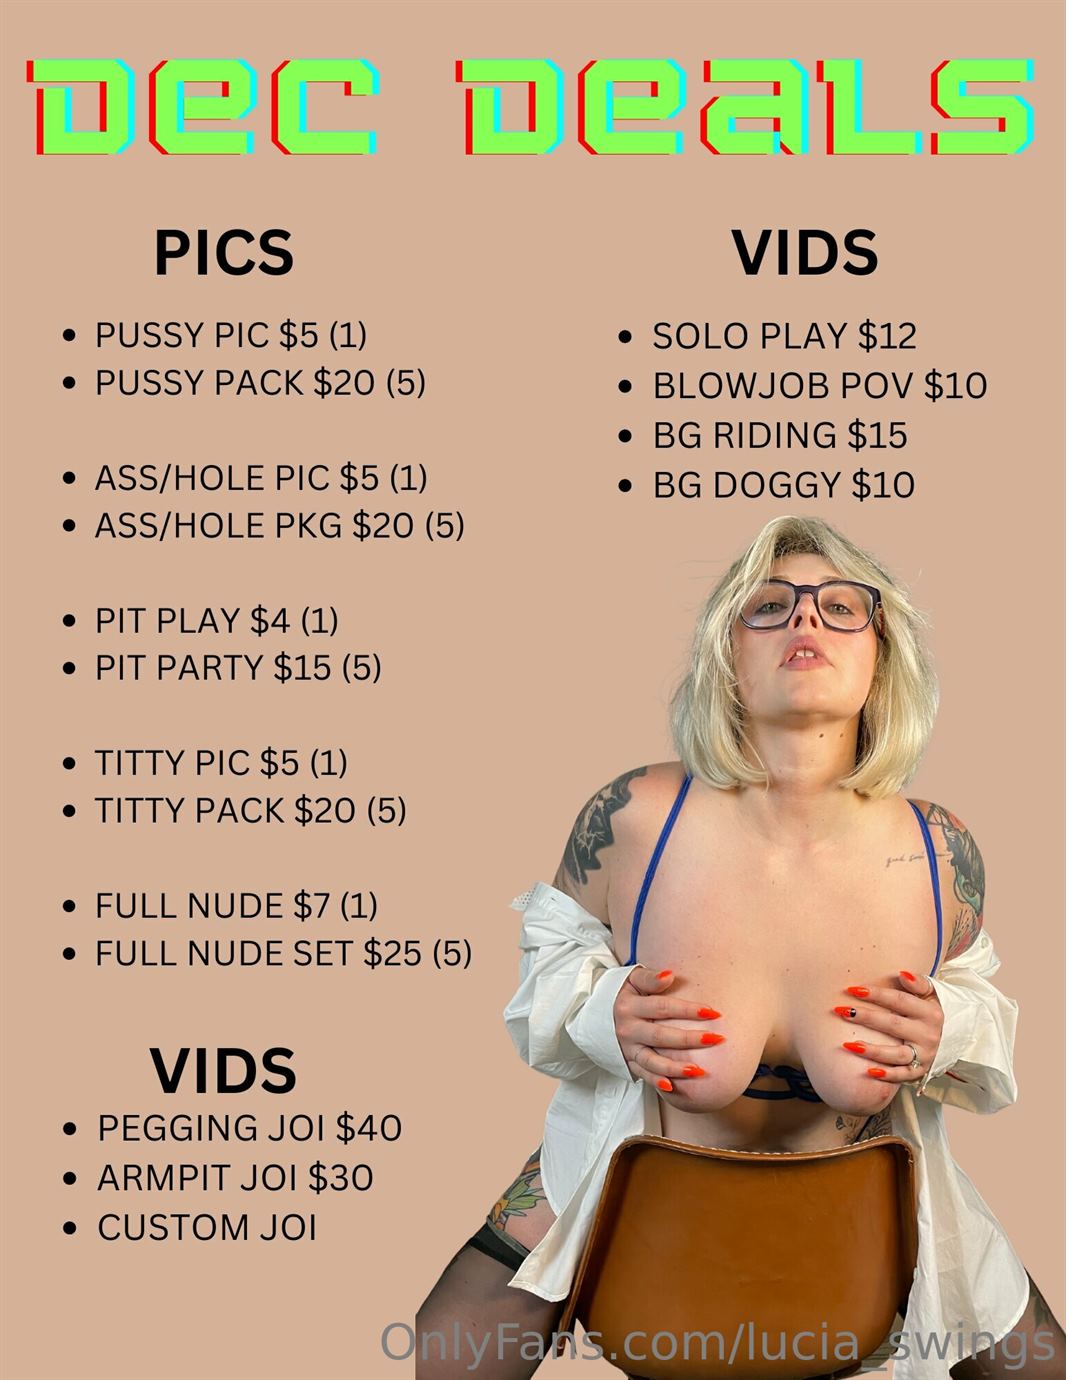 DEC DEALS
PICS
PUSSY PIC $5 (1)
PUSSY PACK $20 (5)
ASS/HOLE PIC $5 (1)
ASS/HOLE PKG $20 (5)
PIT PLAY $4 (1)
PIT PARTY $15 (5)
TITTY PIC $5 (1)
TITTY PACK $20 (5)
FULL NUDE $7 (1)
FULL NUDE SET $25 (5)
VIDS
PEGGING JOI $40
ARMPIT JOI $30
CUSTOM JOI
VIDS
SOLO PLAY $12
BLOWJOB POV $10
BG RIDING $15
BG DOGGY $10
OnlyFans.com/lucia_swings